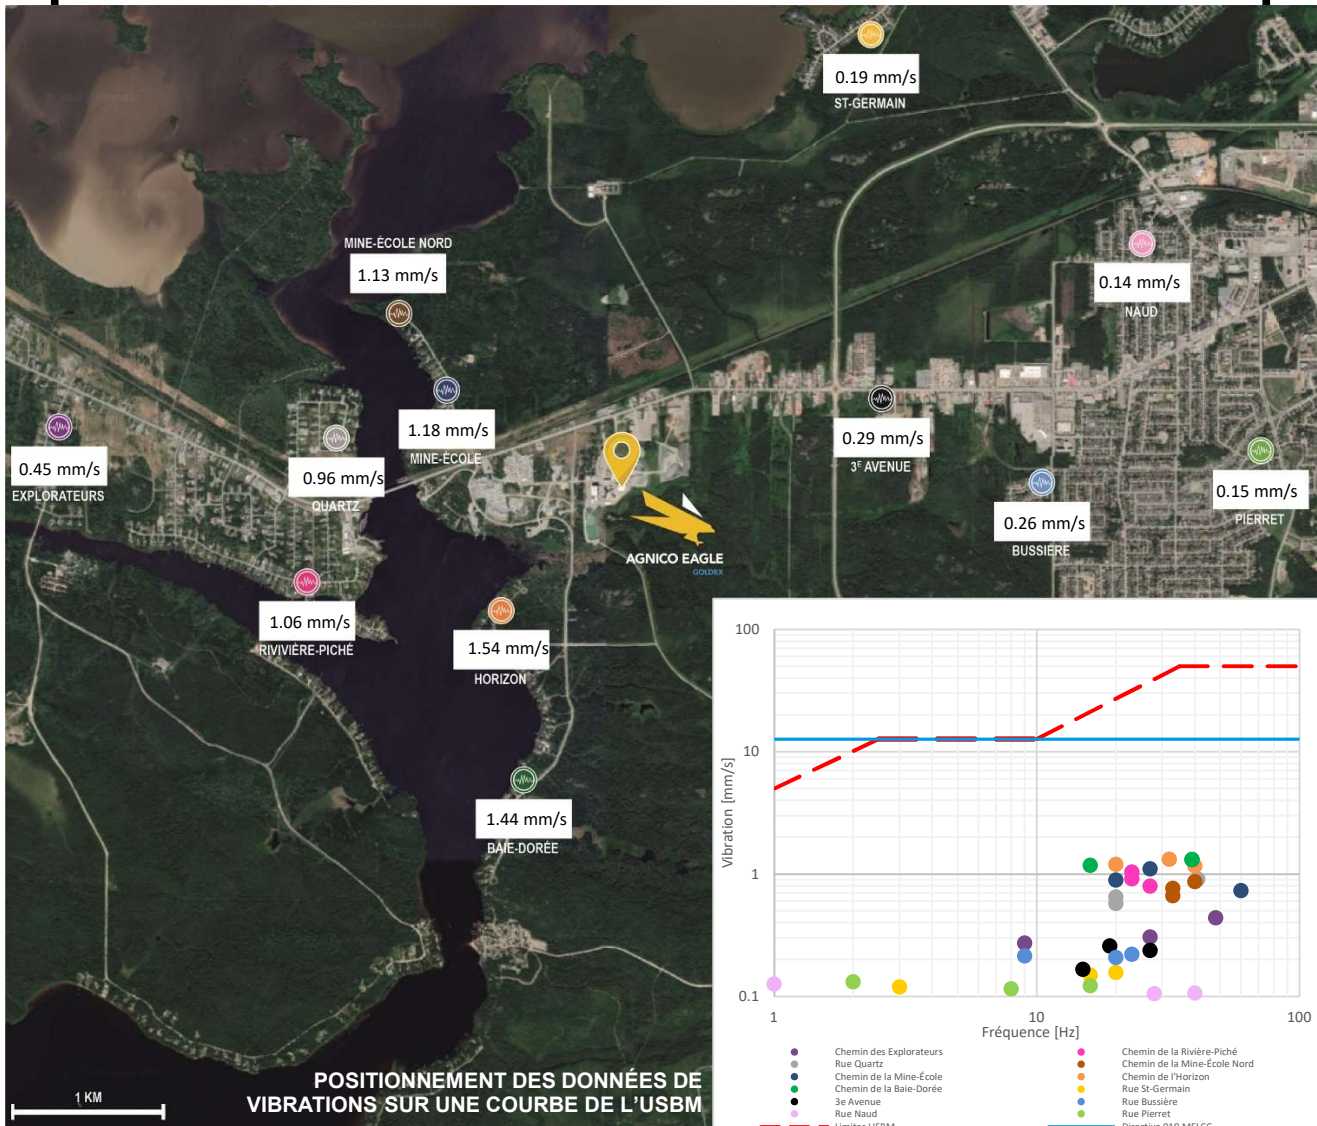 0.19 mm/s
ST-GERMAIN
MINE-ÉCOLE NORD
1.13 mm/s
0.14 mm/s
NAUD
1.18 mm/s
MINE-ÉCOLE
0.45 mm/s
EXPLORATEURS
0.96 mm/s
QUARTZ
0.29 mm/s
3E AVENUE
0.26 mm/s
BUSSIÈRE
0.15 mm/s
PIERRET
AGNICO EAGLE
GOLDEX
1.06 mm/s
RIVIVIÈRE-PICHÉ
1.54 mm/s
HORIZON
1.44 mm/s
BAIE-DORÉE
100
10
1
0.1
Vibration [mm/s]
1 10 100
Fréquence [Hz]
Chemin des Explorateurs
Chemin de la Rivière-Piché
Rue Quartz
Chemin de la Mine-École Nord
Chemin de la Mine-École
Chemin de l'Horizon
Chemin de la Baie-Dorée
Rue St-Germain
3e Avenue
Rue Bussière
Rue Naud
Rue Pierret
Limites USBM
Directive 019 MELCC
POSITIONNEMENT DES DONNÉES DE
VIBRATIONS SUR UNE COURBE DE L'USBM
1 KM